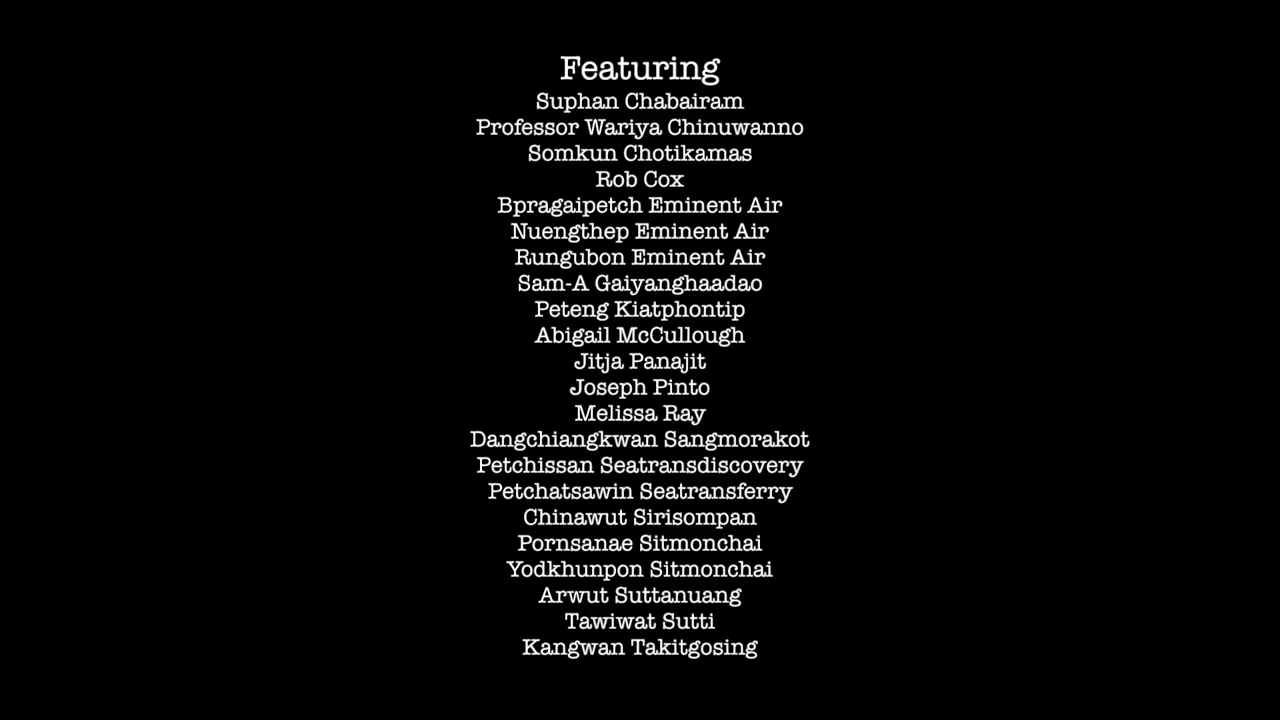 Featuring
Suphan Chabairam
Professor Wariya Chinuwanno
Somkun Chotikamas
Rob Cox
Bpragaipetch Eminent Air
Nuengthep Eminent Air
Rungubon Eminent Air
Sam-A Gaiyanghaadao
Peteng Kiatphontip
Abigail McCullough
Jitja Panajit
Joseph Pinto
Melissa Ray
Dangchiangkwan Sangmorakot
Petchissan Seatransdiscovery
Petchatsawin Seatransferry
Chinawut Sirisompan
Pornsanae Sitmonchai
Yodkhunpon Sitmonchai
Arwut Suttanuang
Tawiwat Sutti
Kangwan Takitgosing